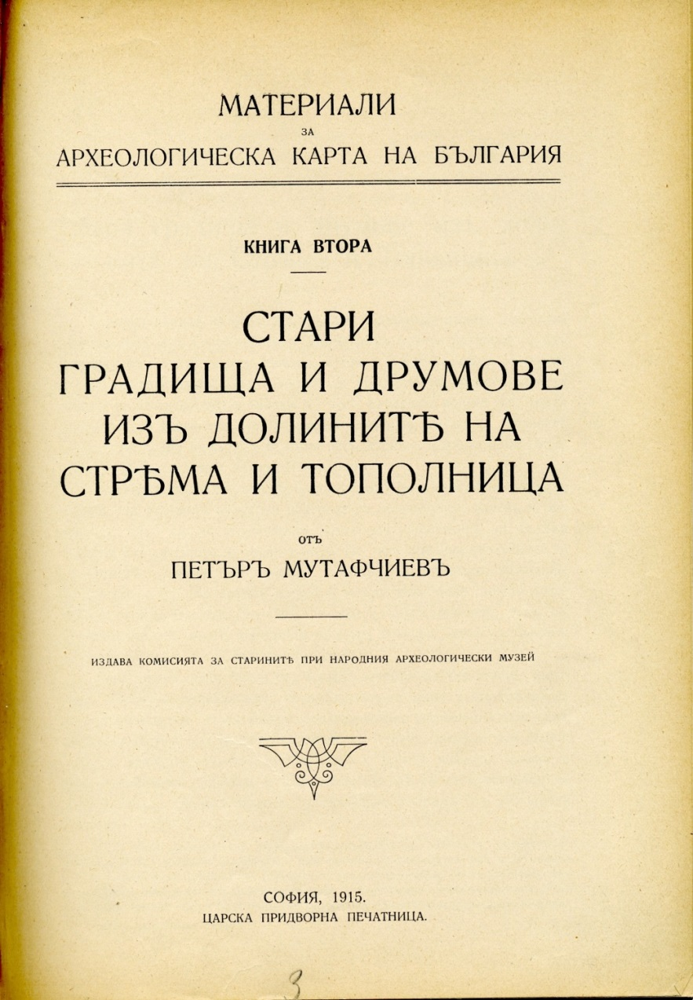 МАТЕРИАЛИ
ЗА
АРХЕОЛОГИЧЕСКА КАРТА НА БЪЛГАРИЯ
КНИГА ВТОРА
СТАРИ
ГРАДИЩА И ДРУМОВЕ
ИЗЪ ДОЛИНИТѢ НА
СТРѢМА И ТОПОЛНИЦА
отъ
ПЕТЪРЪ МУТАФЧИЕВЪ
ИЗДАВА КОМИСИЯТА ЗА СТАРИНИТѢ ПРИ НАРОДНИЯ АРХЕОЛОГИЧЕСКИ МУЗЕЙ
СОФИЯ, 1915.
ЦАРСКА ПРИДВОРНА ПЕЧАТНИЦА.
3